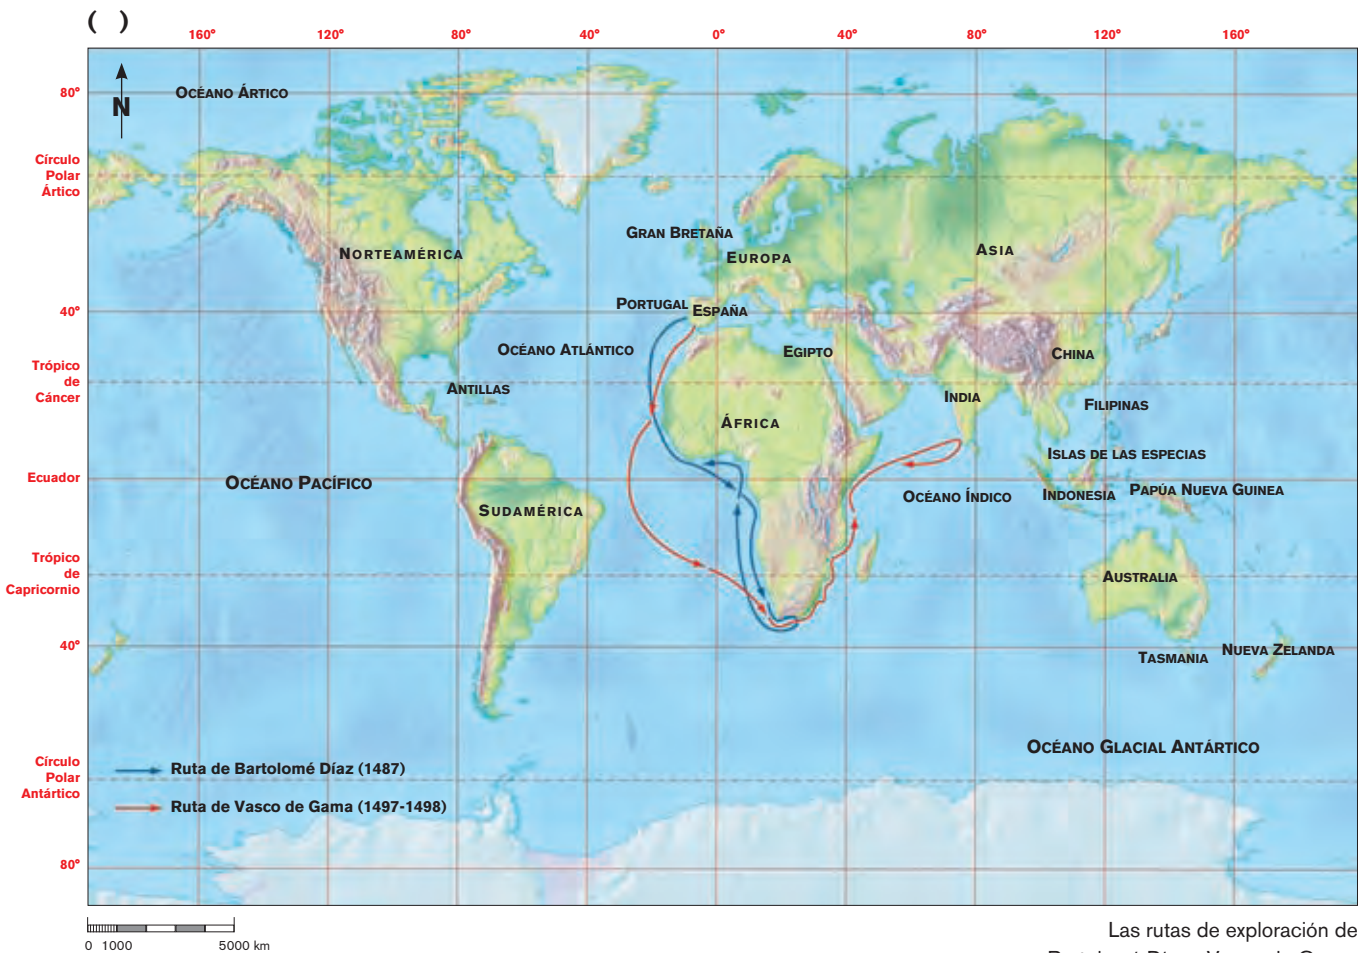 ( )
160° 120° 80° 40° 0° 40° 80° 120° 160°
80°
OCÉANO ÁRTICO
N
Círculo
Polar
Ártico
GRAN BRETAÑA
NORTEAMÉRICA
EUROPA
ASIA
40°
PORTUGAL
ESPAÑA
OCÉANO ATLÁNTICO
EGIPTO
CHINA
Trópico
de
Cáncer
ANTILLAS
INDIA
FILIPINAS
ÁFRICA
ISLAS DE LAS ESPECIAS
Ecuador
OCÉANO PACÍFICO
OCÉANO ÍNDICO
INDONESIA
PAPÚA NUEVA GUINEA
SUDAMÉRICA
Trópico
de
Capricornio
AUSTRALIA
40°
TASMANIA
NUEVA ZELANDA
OCÉANO GLACIAL ANTÁRTICO
Círculo
Polar
Antártico
Ruta de Bartolomé Díaz (1487)
Ruta de Vasco de Gama (1497-1498)
80°
0 1000 5000 km
Las rutas de exploración de